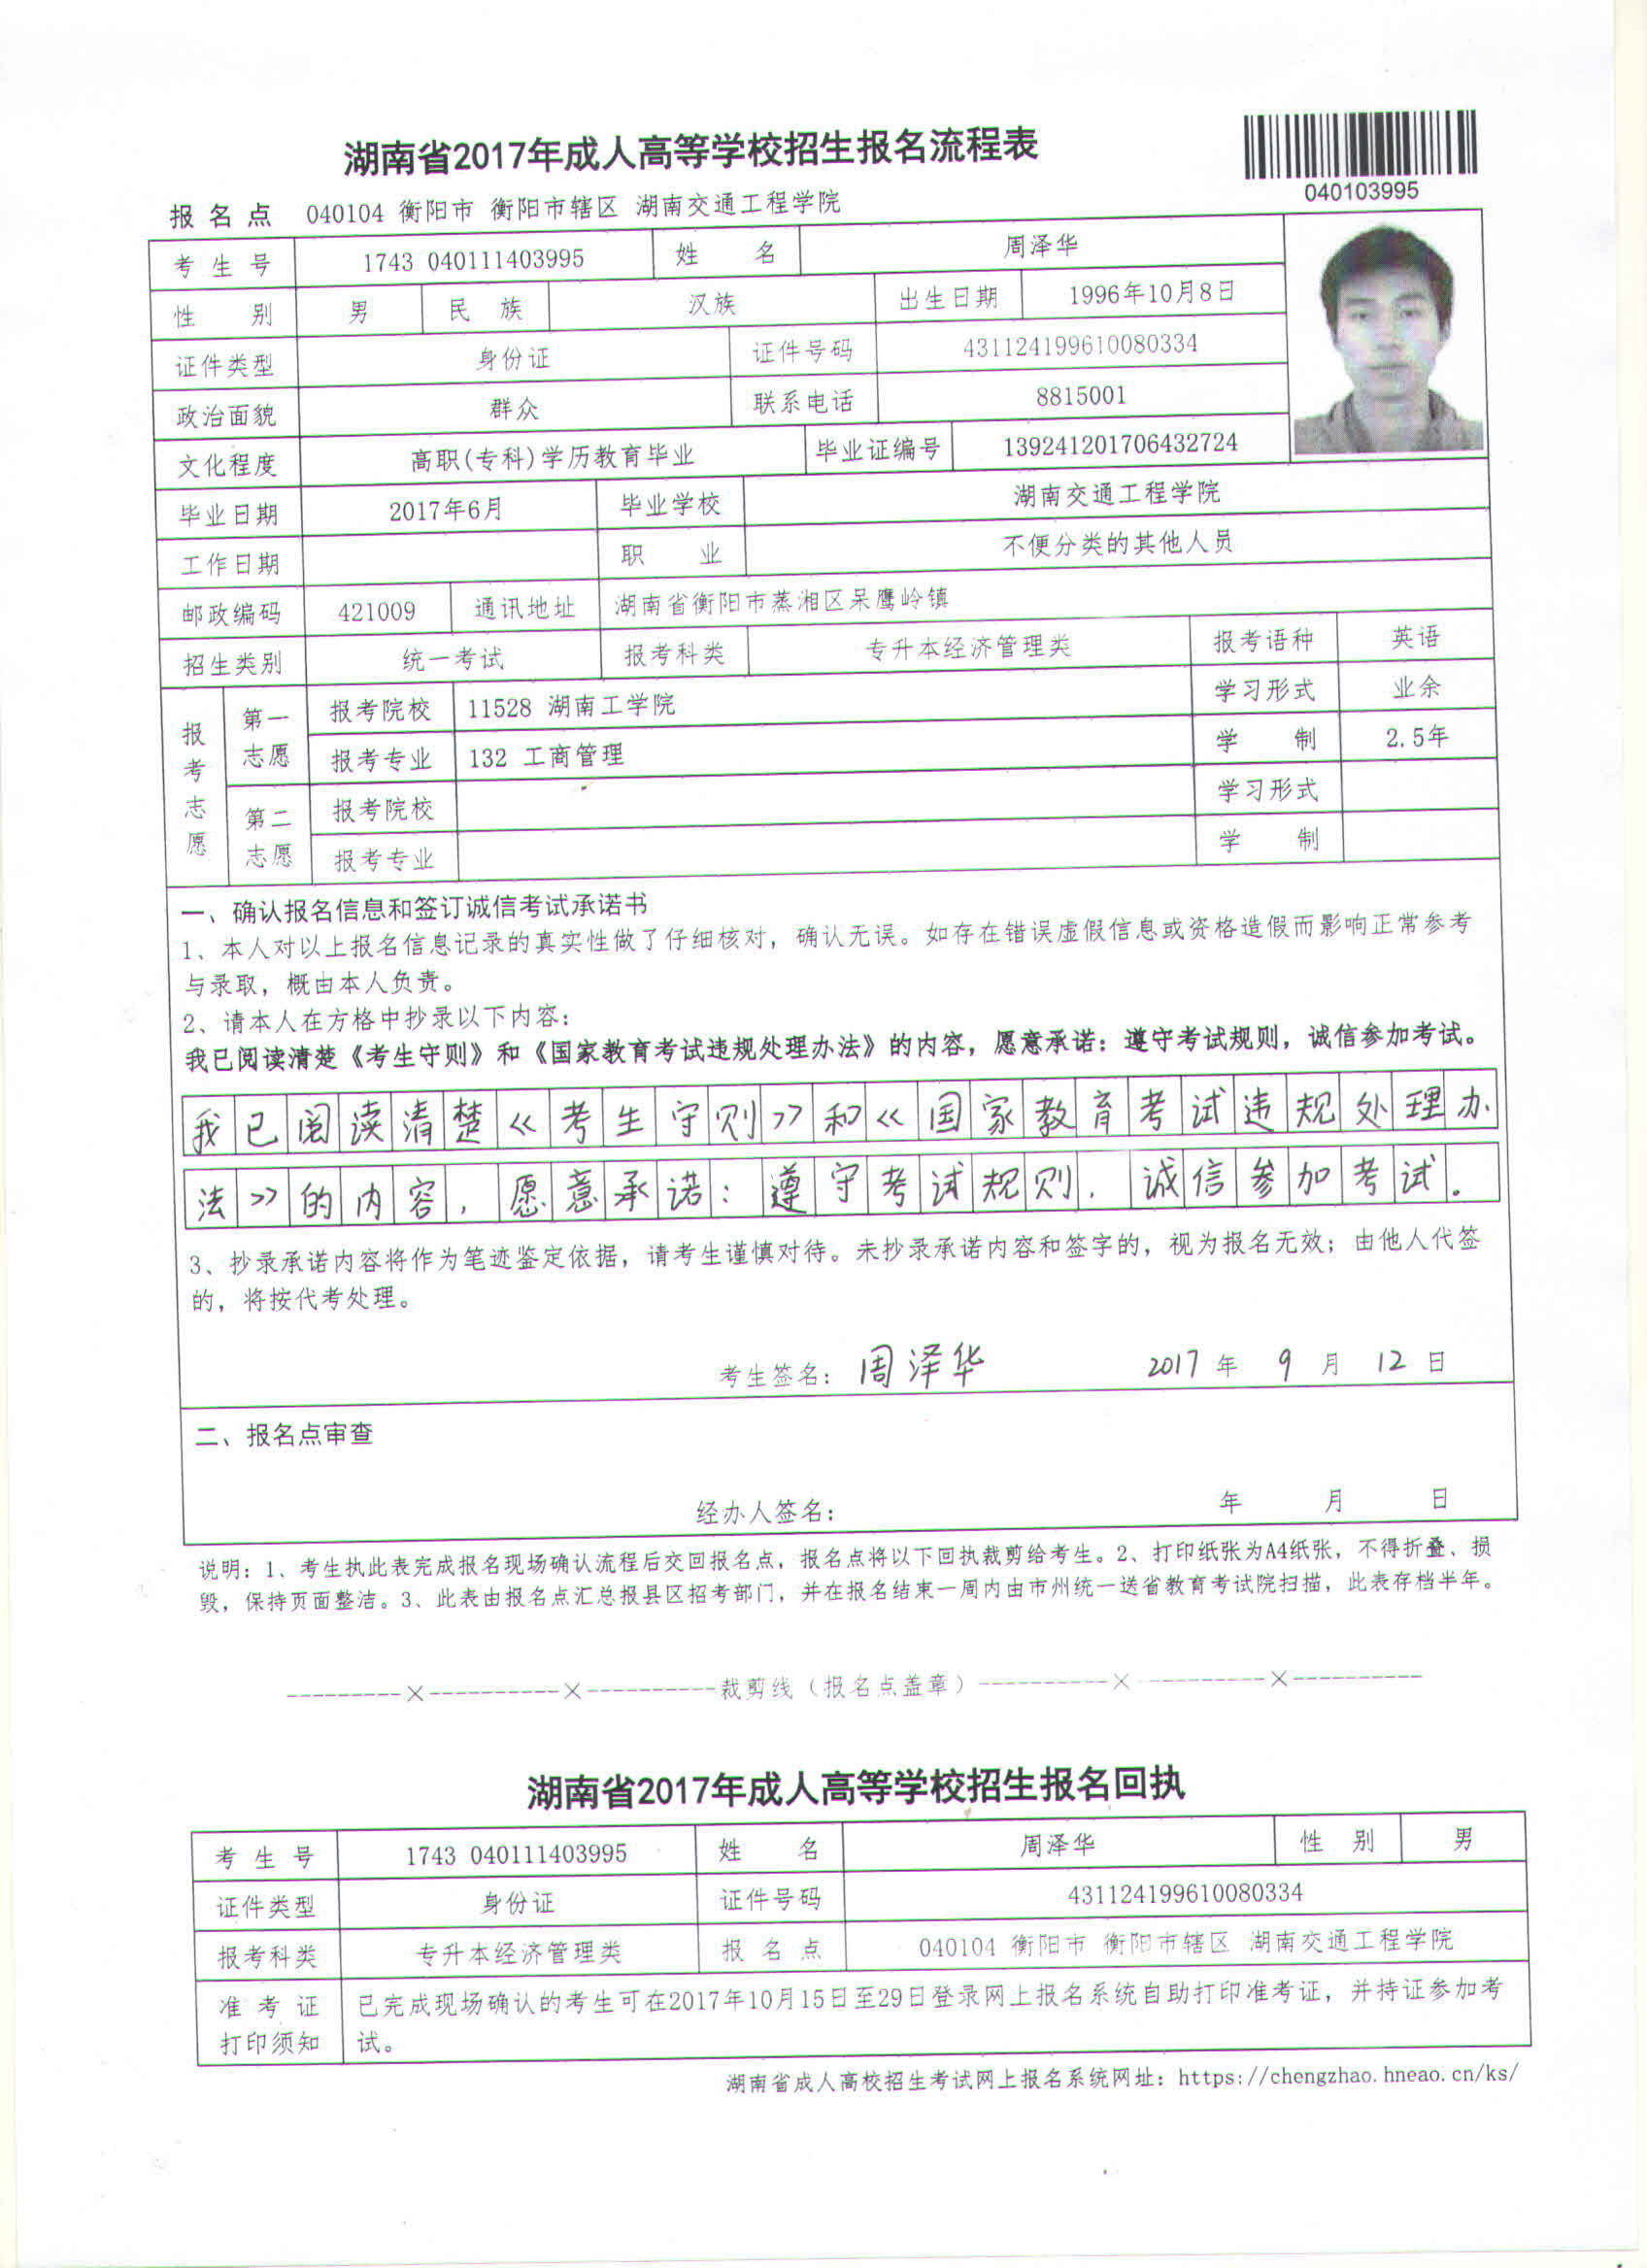 湖南省2017年成人高等学校招生报名流程表
040103995
报 名 点 040104 衡阳市 衡阳市辖区 湖南交通工程学院
考 生 号 1743 040111403995 姓 名 周泽华
性 别 男 民 族 汉族 出生日期 1996年10月8日
证件类型 身份证 证件号码 431124199610080334
政治面貌 群众 联系电话 8815001
文化程度 高职(专科)学历教育毕业 毕业证编号 139241201706432724
毕业日期 2017年6月 毕业学校 湖南交通工程学院
工作日期 职 业 不便分类的其他人员
邮政编码 421009 通讯地址 湖南省衡阳市蒸湘区呆鹰岭镇
招生类别 统一考试 报考科类 专升本经济管理类 报考语种 英语
报考志愿 第一志愿 报考院校 11528 湖南工学院 学习形式 业余
报考专业 132 工商管理 学 制 2.5年
第二志愿 报考院校 学习形式
报考专业 学 制
一、确认报名信息和签订诚信考试承诺书
1、本人对以上报名信息记录的真实性做了仔细核对，确认无误。如存在错误虚假信息或资格造假而影响正常参考
与录取，概由本人负责。
2、请本人在方格中抄录以下内容：
我已阅读清楚《考生守则》和《国家教育考试违规处理办法》的内容，愿意承诺：遵守考试规则，诚信参加考试。
我已阅读清楚《考生守则》和《国家教育考试违规处理办
法》的内容，愿意承诺：遵守考试规则，诚信参加考试。
3、抄录承诺内容将作为笔迹鉴定依据，请考生谨慎对待。未抄录承诺内容和签字的，视为报名无效；由他人代签
的，将按代考处理。
考生签名：周泽华 2017 年 9 月 12 日
二、报名点审查
经办人签名： 年 月 日
说明：1、考生执此表完成报名现场确认流程后交回报名点，报名点将以下回执裁剪给考生。2、打印纸张为A4纸张，不得折叠、损
毁，保持页面整洁。3、此表由报名点汇总报县区招考部门，并在报名结束一周内由市州统一送省教育考试院扫描，此表存档半年。
---------×----------×----------裁剪线（报名点盖章）----------×----------×----------
湖南省2017年成人高等学校招生报名回执
考 生 号 1743 040111403995 姓 名 周泽华 性 别 男
证件类型 身份证 证件号码 431124199610080334
报考科类 专升本经济管理类 报 名 点 040104 衡阳市 衡阳市辖区 湖南交通工程学院
准 考 证 已完成现场确认的考生可在2017年10月15日至29日登录网上报名系统自助打印准考证，并持证参加考
打印须知 试。
湖南省成人高校招生考试网上报名系统网址：https://chengzhao.hneao.cn/ks/